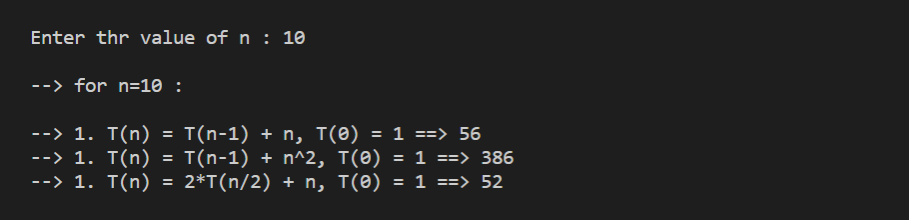 Enter thr value of n : 10
--> for n=10 :
--> 1. T(n) = T(n-1) + n, T(0) = 1 ==> 56
--> 1. T(n) = T(n-1) + n^2, T(0) = 1 ==> 386
--> 1. T(n) = 2*T(n/2) + n, T(0) = 1 ==> 52